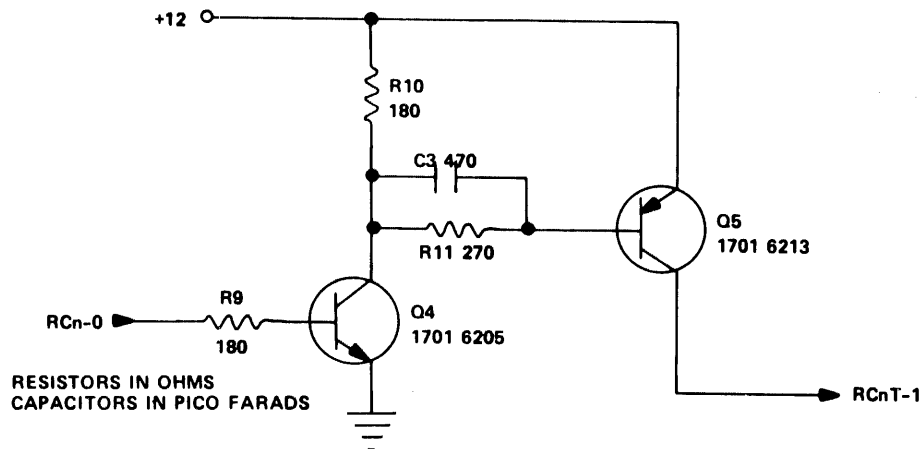 +12
R10
180
C3 470
R11 270
Q5
1701 6213
R9
180
RCn-0
Q4
1701 6205
RESISTORS IN OHMS
CAPACITORS IN PICO FARADS
RCnT-1